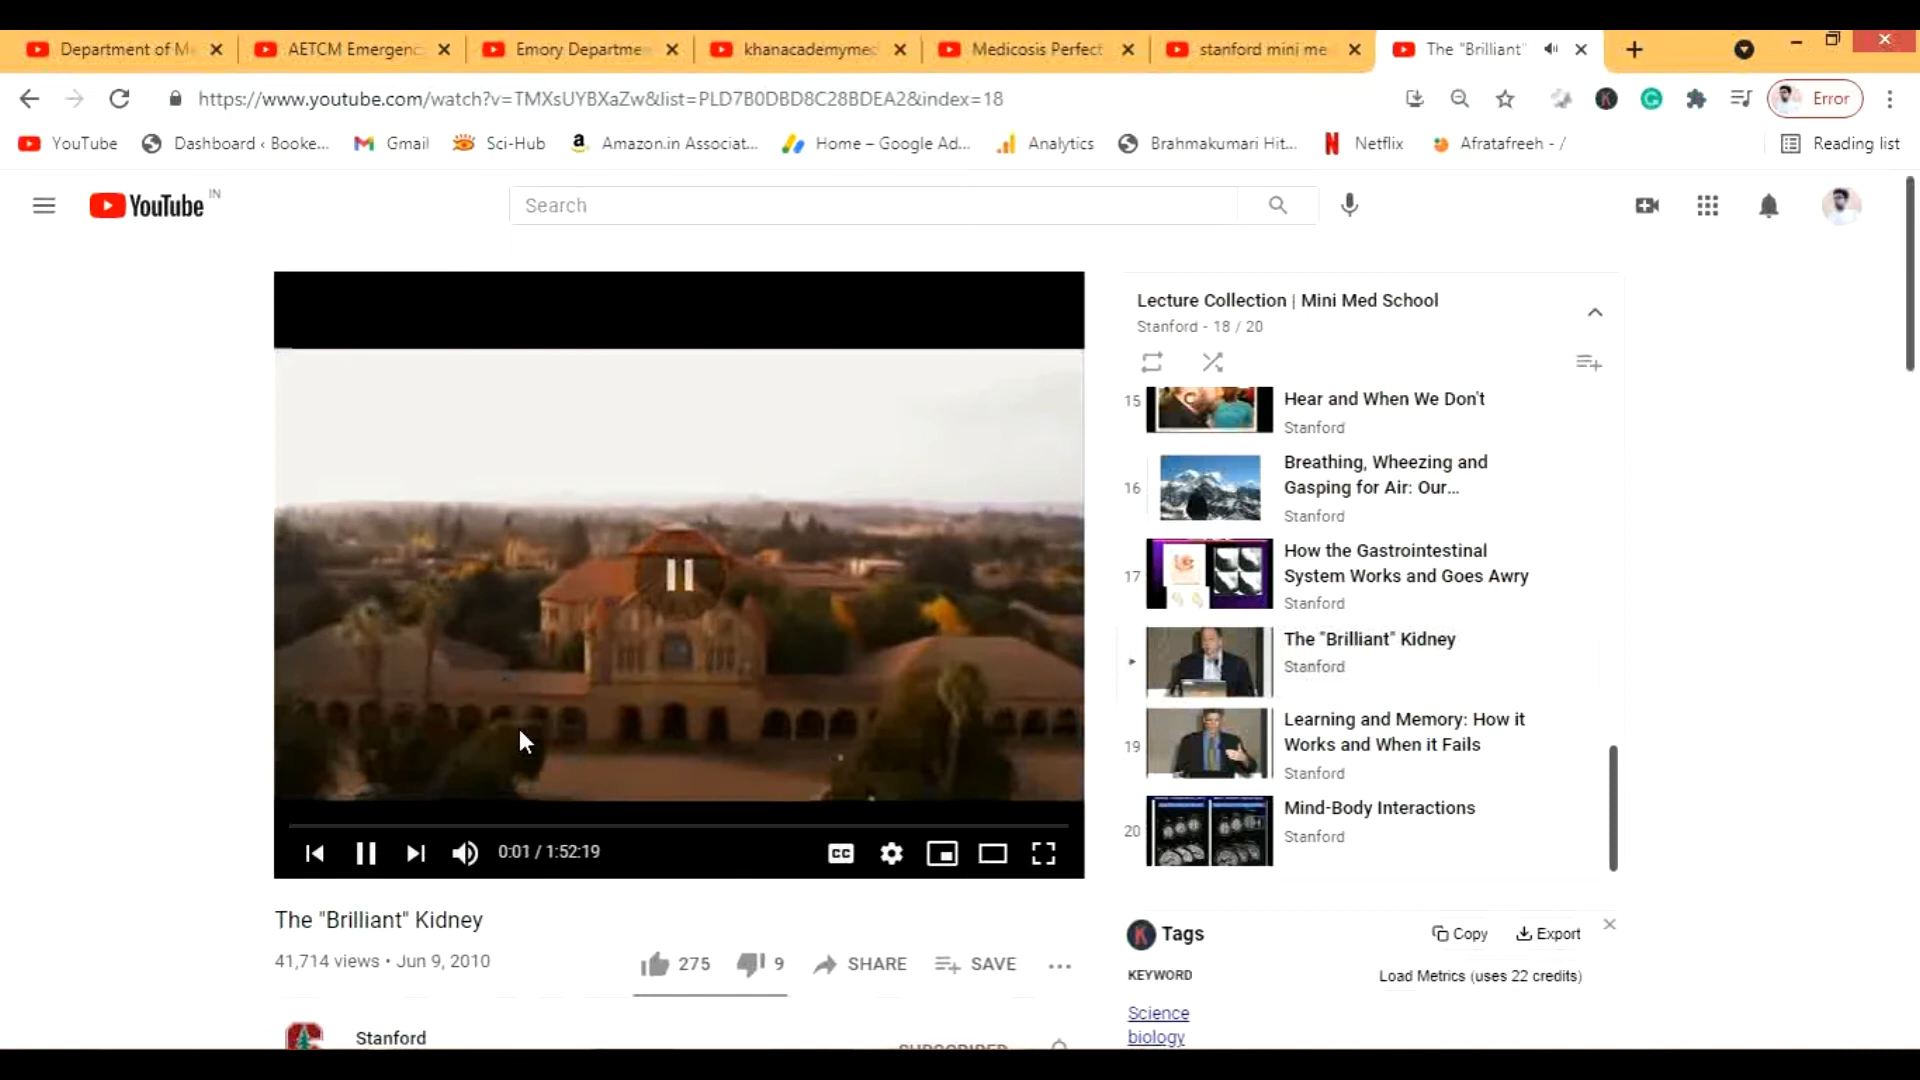 Department of M
AETCM Emergenc
Emory Departme
khanacademymed
Medicosis Perfect
stanford mini me
The "Brilliant"
https://www.youtube.com/watch?v=TMXsUYBXaZw&list=PLD7B0DBD8C28BDEA2&index=18
Error
YouTube
Dashboard ‹ Booke...
Gmail
Sci-Hub
Amazon.in Associat...
Home – Google Ad...
Analytics
Brahmakumari Hit...
Netflix
Afratafreeh - /
Reading list
YouTube IN
Search
Lecture Collection | Mini Med School
Stanford - 18 / 20
15
Hear and When We Don't
Stanford
16
Breathing, Wheezing and
Gasping for Air: Our...
Stanford
17
How the Gastrointestinal
System Works and Goes Awry
Stanford
The "Brilliant" Kidney
Stanford
19
Learning and Memory: How it
Works and When it Fails
Stanford
20
Mind-Body Interactions
Stanford
0:01 / 1:52:19
CC
The "Brilliant" Kidney
41,714 views • Jun 9, 2010
275
9
SHARE
SAVE
K Tags
Copy
Export
KEYWORD
Load Metrics (uses 22 credits)
Science
biology
Stanford
SUBSCRIBED